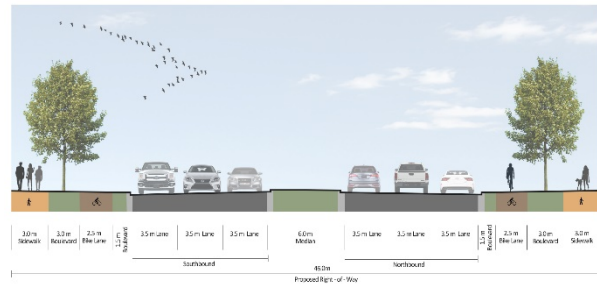 3.0 m
Sidewalk
3.0 m
Boulevard
2.5 m
Bike Lane
1.5 m
Boulevard
3.5 m Lane
3.5 m Lane
3.5 m Lane
Southbound
6.0 m
Median
3.5 m Lane
3.5 m Lane
3.5 m Lane
Northbound
1.5 m
Boulevard
2.5 m
Bike Lane
3.0 m
Boulevard
3.0 m
Sidewalk
Proposed Right - of - Way